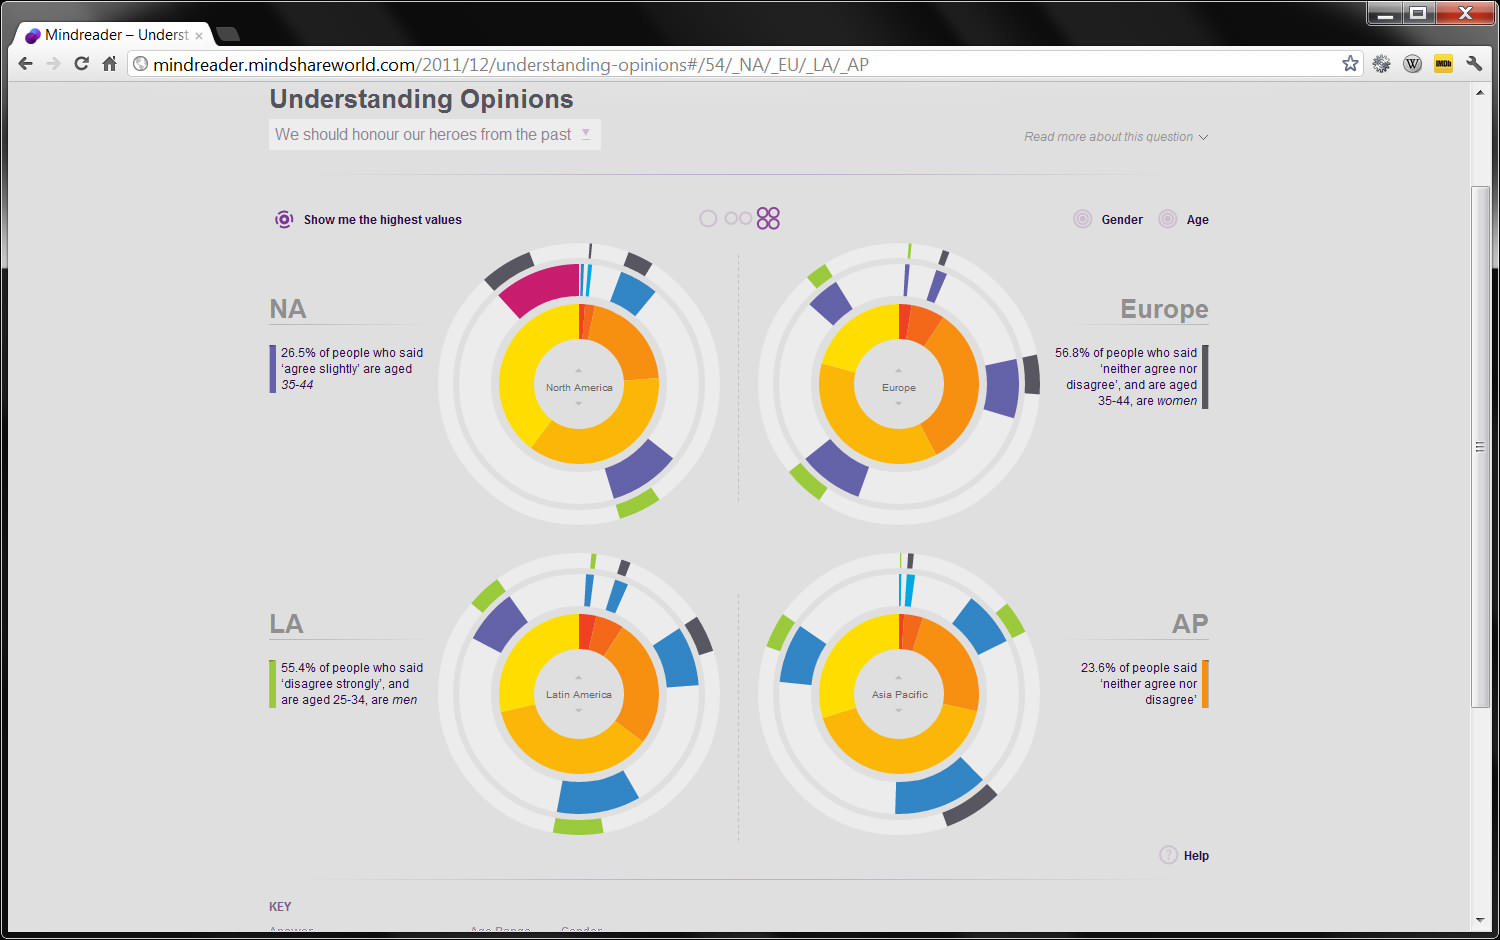 Mindreader – Underst
mindreader.mindshareworld.com/2011/12/understanding-opinions#/54/_NA/_EU/_LA/_AP
W
IMDb
Understanding Opinions
We should honour our heroes from the past
Read more about this question
Show me the highest values
Gender
Age
NA
26.5% of people who said
‘agree slightly’ are aged
35-44
North America
Europe
Europe
56.8% of people who said
‘neither agree nor
disagree’, and are aged
35-44, are women
LA
55.4% of people who said
‘disagree strongly’, and
are aged 25-34, are men
Latin America
Asia Pacific
AP
23.6% of people said
‘neither agree nor
disagree’
? Help
KEY
Answer Age Range Gender